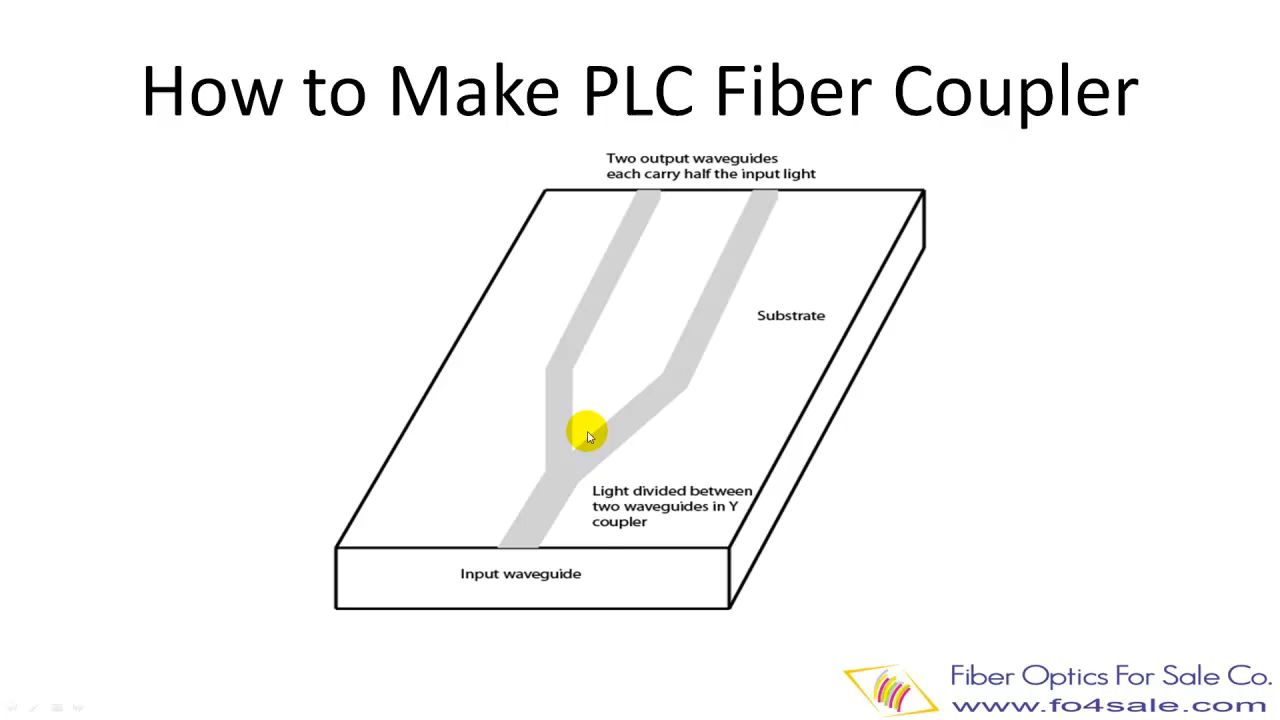 How to Make PLC Fiber Coupler
Two output waveguides
each carry half the input light
Substrate
Light divided between
two waveguides in Y
coupler
Input waveguide
Fiber Optics For Sale Co.
www.fo4sale.com